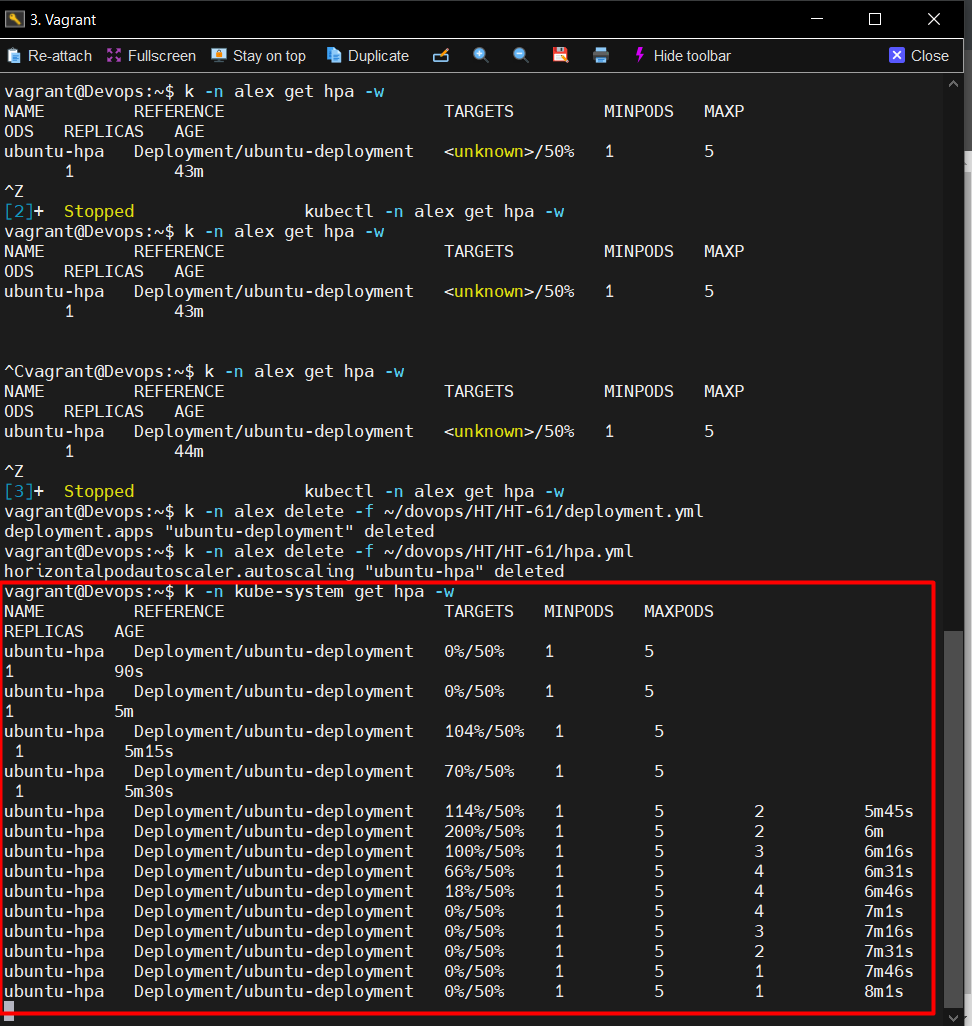 3. Vagrant
Re-attach Fullscreen Stay on top Duplicate Hide toolbar Close
vagrant@Devops:~$ k -n alex get hpa -w
NAME REFERENCE TARGETS MINPODS MAXP
ODS REPLICAS AGE
ubuntu-hpa Deployment/ubuntu-deployment <unknown>/50% 1 5
1 43m
^Z
[2]+ Stopped kubectl -n alex get hpa -w
vagrant@Devops:~$ k -n alex get hpa -w
NAME REFERENCE TARGETS MINPODS MAXP
ODS REPLICAS AGE
ubuntu-hpa Deployment/ubuntu-deployment <unknown>/50% 1 5
1 43m
^Cvagrant@Devops:~$ k -n alex get hpa -w
NAME REFERENCE TARGETS MINPODS MAXP
ODS REPLICAS AGE
ubuntu-hpa Deployment/ubuntu-deployment <unknown>/50% 1 5
1 44m
^Z
[3]+ Stopped kubectl -n alex get hpa -w
vagrant@Devops:~$ k -n alex delete -f ~/dovops/HT/HT-61/deployment.yml
deployment.apps "ubuntu-deployment" deleted
vagrant@Devops:~$ k -n alex delete -f ~/dovops/HT/HT-61/hpa.yml
horizontalpodautoscaler.autoscaling "ubuntu-hpa" deleted
vagrant@Devops:~$ k -n kube-system get hpa -w
NAME REFERENCE TARGETS MINPODS MAXPODS
REPLICAS AGE
ubuntu-hpa Deployment/ubuntu-deployment 0%/50% 1 5
1 90s
ubuntu-hpa Deployment/ubuntu-deployment 0%/50% 1 5
1 5m
ubuntu-hpa Deployment/ubuntu-deployment 104%/50% 1 5
1 5m15s
ubuntu-hpa Deployment/ubuntu-deployment 70%/50% 1 5
1 5m30s
ubuntu-hpa Deployment/ubuntu-deployment 114%/50% 1 5 2 5m45s
ubuntu-hpa Deployment/ubuntu-deployment 200%/50% 1 5 2 6m
ubuntu-hpa Deployment/ubuntu-deployment 100%/50% 1 5 3 6m16s
ubuntu-hpa Deployment/ubuntu-deployment 66%/50% 1 5 4 6m31s
ubuntu-hpa Deployment/ubuntu-deployment 18%/50% 1 5 4 6m46s
ubuntu-hpa Deployment/ubuntu-deployment 0%/50% 1 5 4 7m1s
ubuntu-hpa Deployment/ubuntu-deployment 0%/50% 1 5 3 7m16s
ubuntu-hpa Deployment/ubuntu-deployment 0%/50% 1 5 2 7m31s
ubuntu-hpa Deployment/ubuntu-deployment 0%/50% 1 5 1 7m46s
ubuntu-hpa Deployment/ubuntu-deployment 0%/50% 1 5 1 8m1s